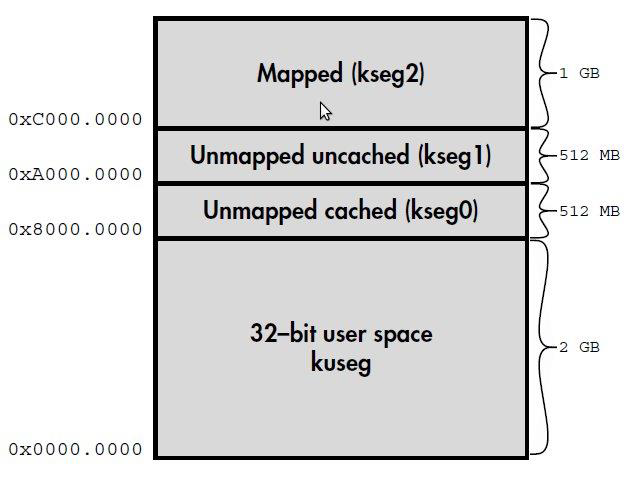 Mapped (kseg2)
1 GB
0xC000.0000
Unmapped uncached (kseg1)
512 MB
0xA000.0000
Unmapped cached (kseg0)
512 MB
0x8000.0000
32–bit user space
kuseg
2 GB
0x0000.0000